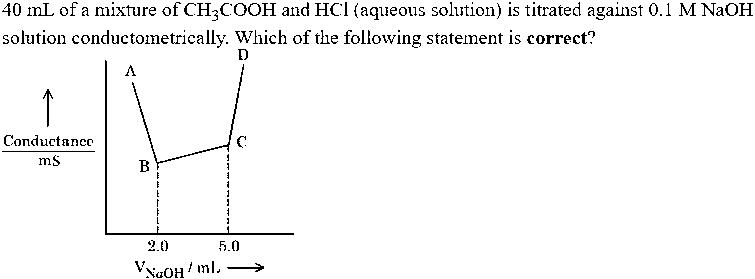 40 mL of a mixture of CH₃COOH and HCl (aqueous solution) is titrated against 0.1 M NaOH
solution conductometrically. Which of the following statement is correct?
D
A
Conductance
mS
C
B
2.0 5.0
V_NaOH / mL